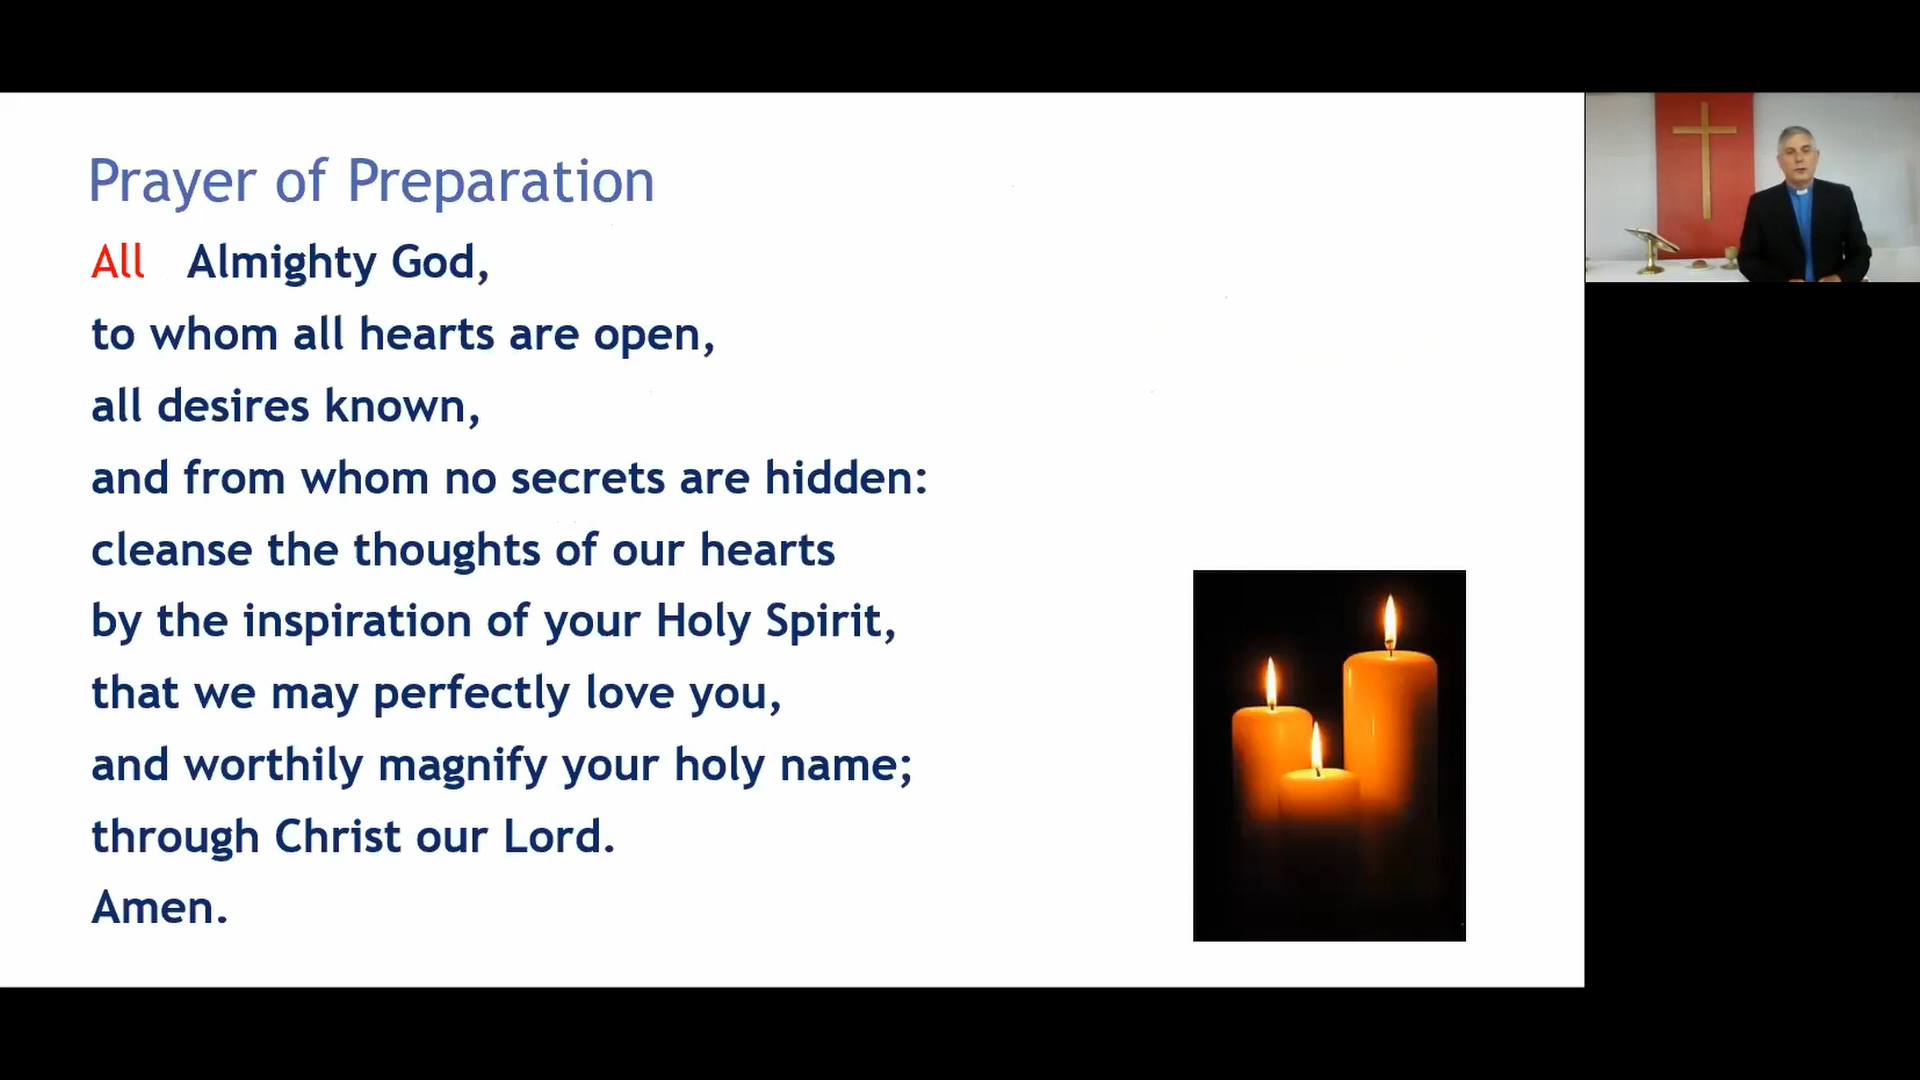 Prayer of Preparation
All Almighty God,
to whom all hearts are open,
all desires known,
and from whom no secrets are hidden:
cleanse the thoughts of our hearts
by the inspiration of your Holy Spirit,
that we may perfectly love you,
and worthily magnify your holy name;
through Christ our Lord.
Amen.